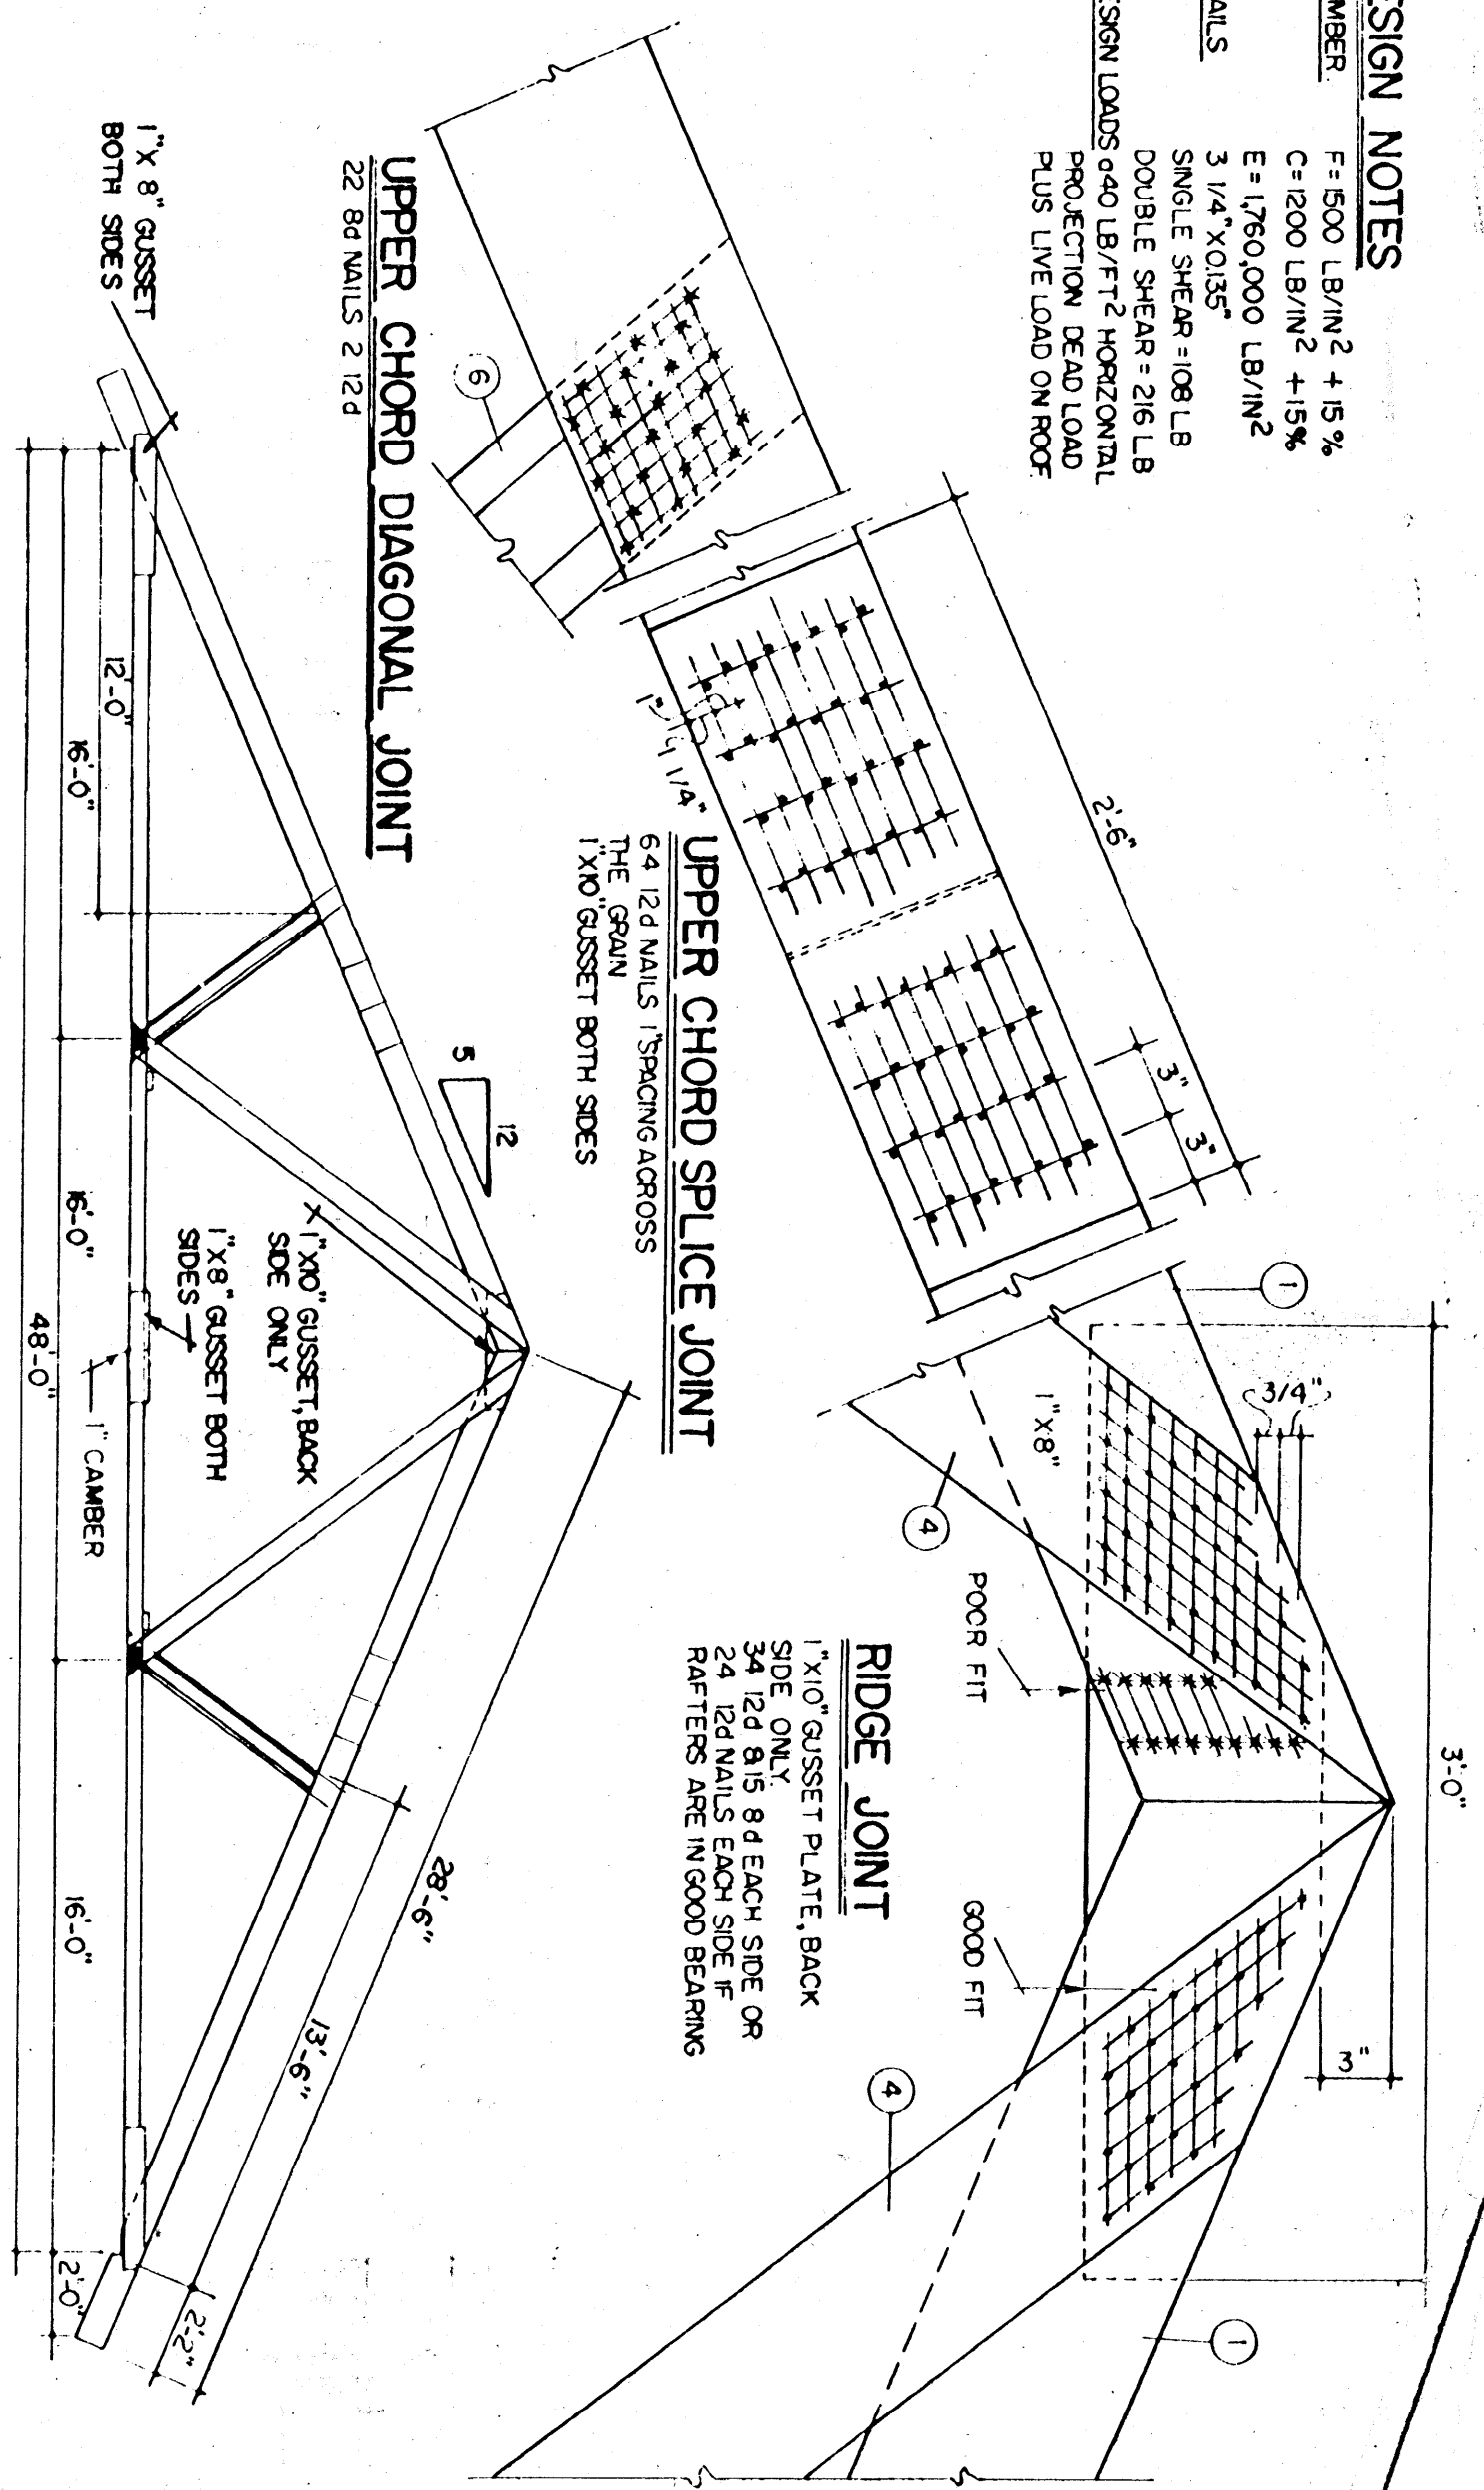 ESIGN NOTES
MBER F = 1500 LB/IN² + 15 %
C = 1200 LB/IN² + 15%
E = 1,760,000 LB/IN²
AILS 3 1/4" X 0.135"
SINGLE SHEAR = 108 LB
DOUBLE SHEAR = 216 LB
ESIGN LOADS 40 LB/FT² HORIZONTAL
PROJECTION DEAD LOAD
PLUS LIVE LOAD ON ROOF.
3'-0"
3/4"
3"
1
1
1" X 8"
4
4
POOR FIT
GOOD FIT
RIDGE JOINT
1"X10" GUSSET PLATE, BACK
SIDE ONLY.
34 12d & 15 8d EACH SIDE OR
24 12d NAILS EACH SIDE IF
RAFTERS ARE IN GOOD BEARING
2'-6"
3"
3"
1"
1/4"
UPPER CHORD SPLICE JOINT
64 12d NAILS 1" SPACING ACROSS
THE GRAIN
1"X10" GUSSET BOTH SIDES
6
UPPER CHORD DIAGONAL JOINT
22 8d NAILS 2 12d
1" X 8" GUSSET
BOTH SIDES
12
5
1"X10" GUSSET, BACK
SIDE ONLY
1"X8" GUSSET BOTH
SIDES
1" CAMBER
28'-6"
13'-6"
2'-2"
12'-0"
16'-0"
16'-0"
16'-0"
2'-0"
48'-0"